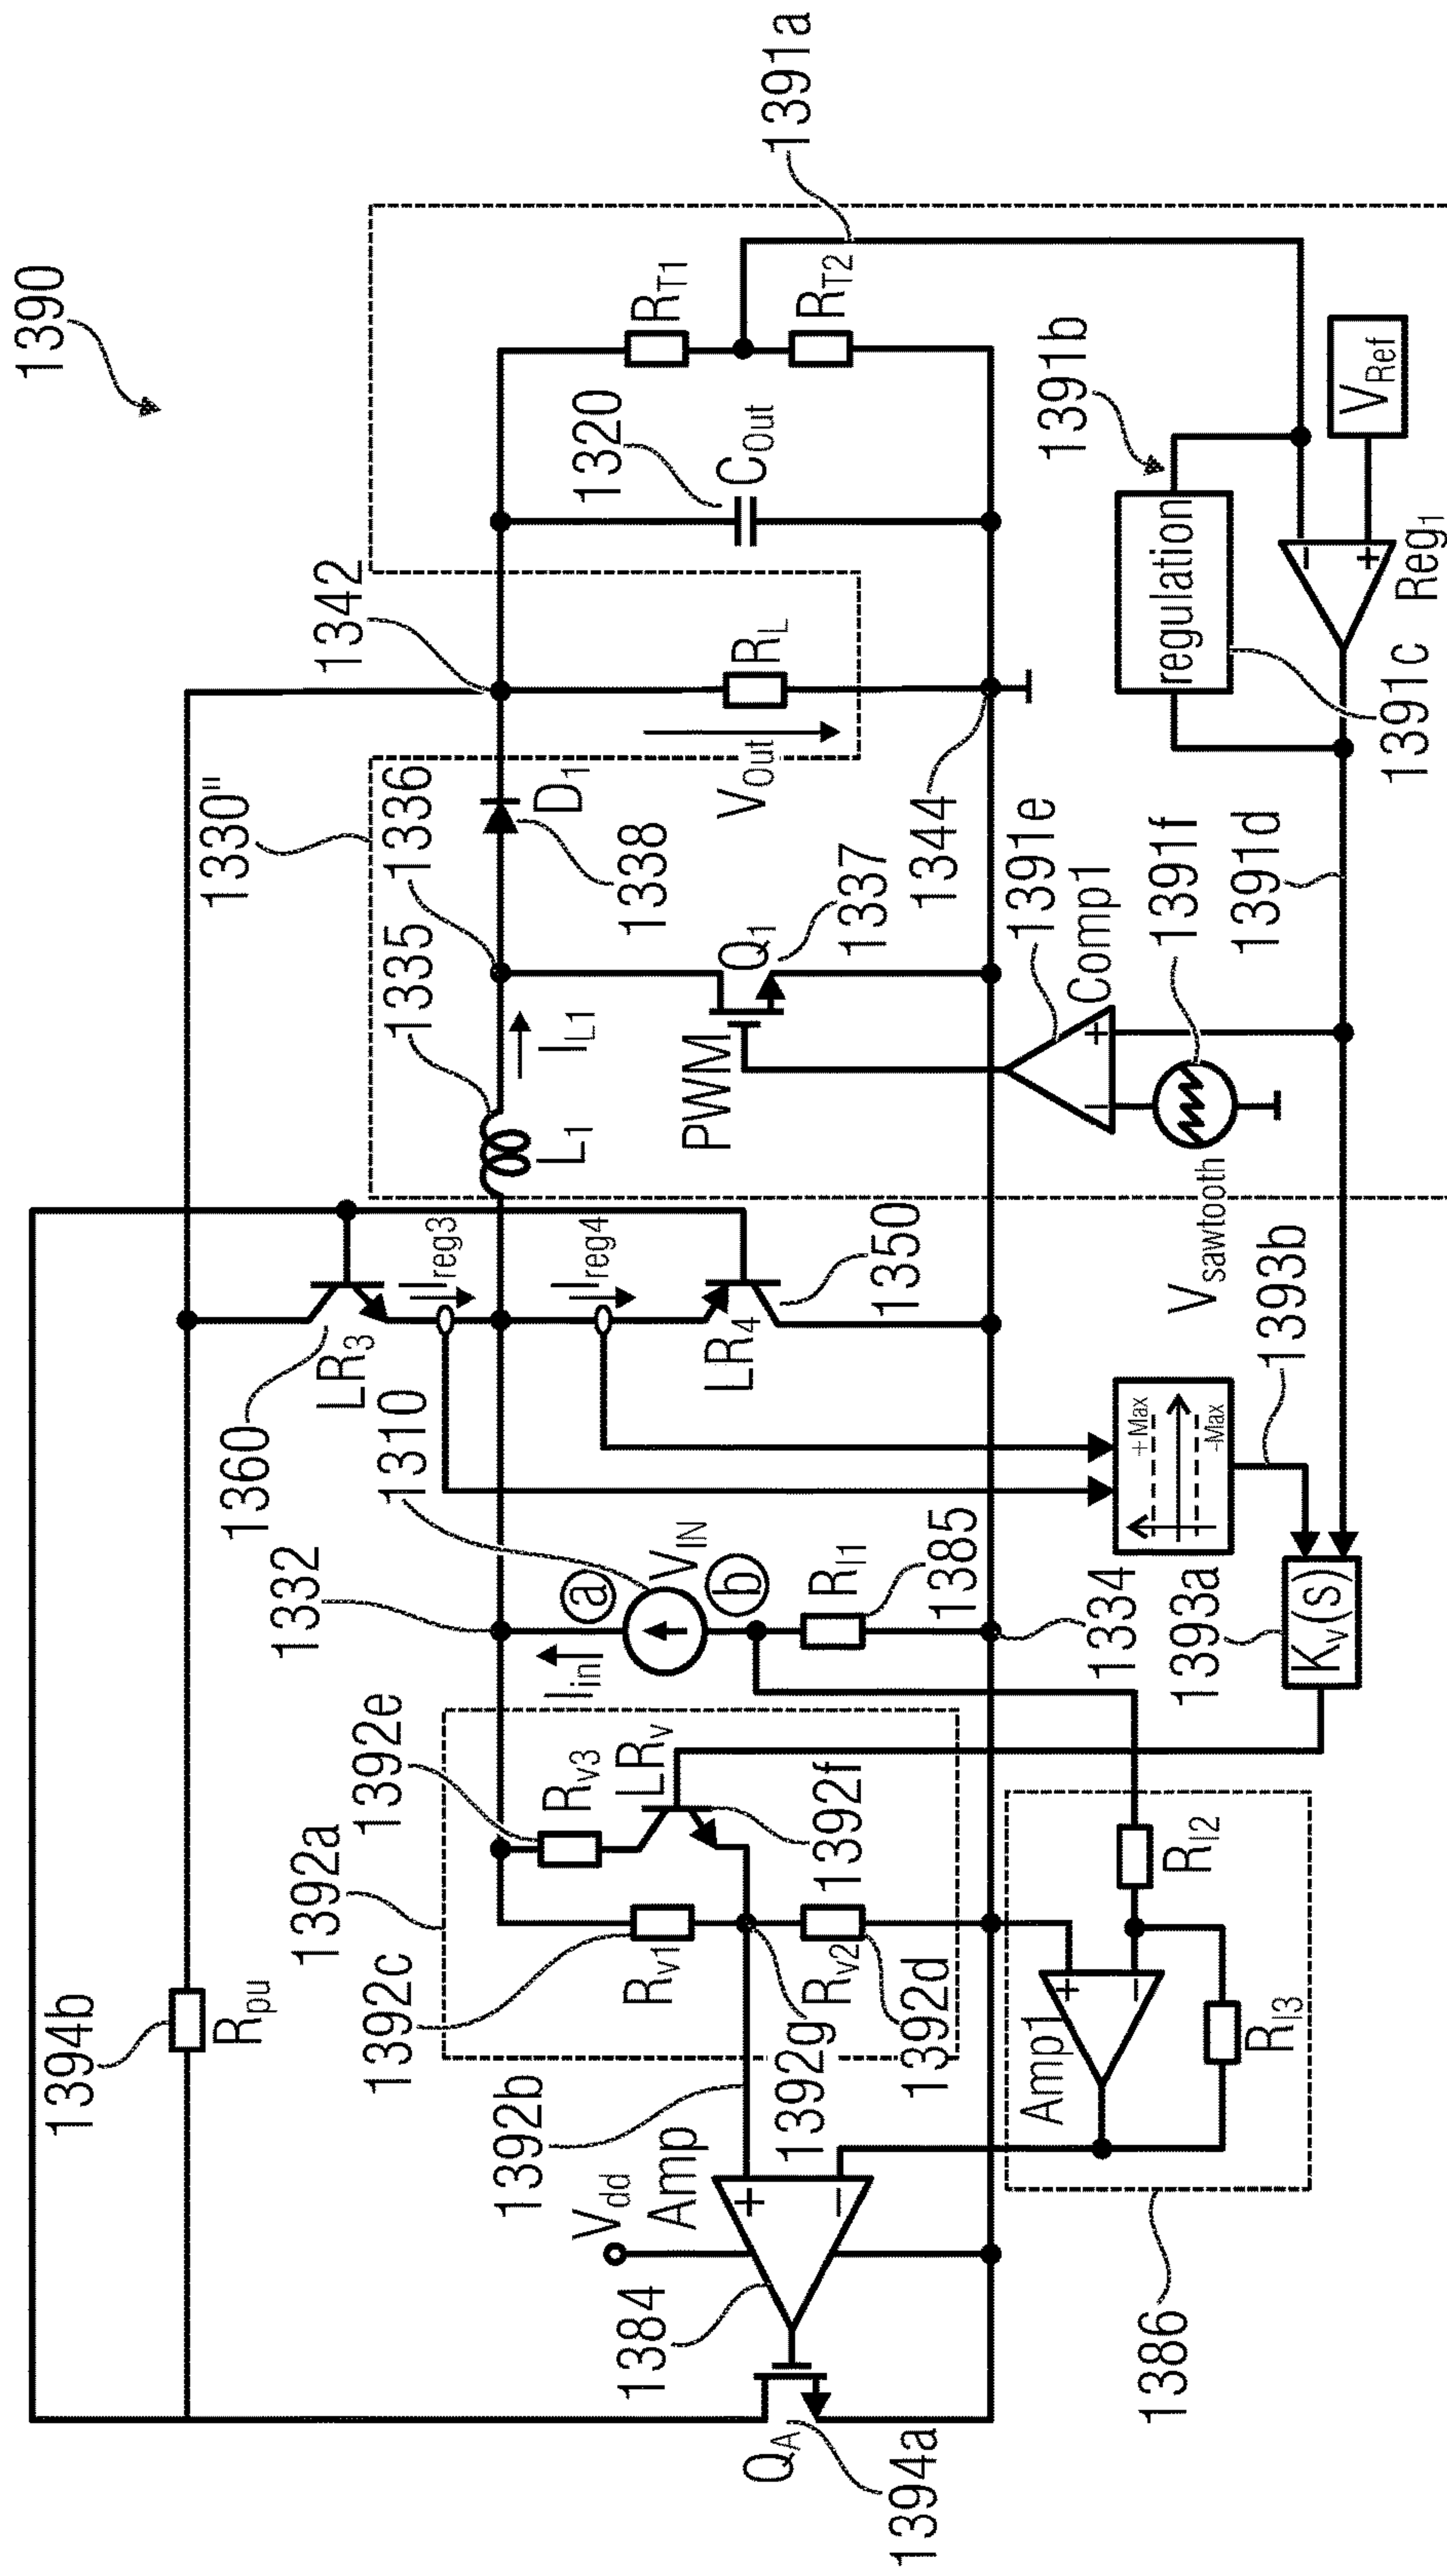 1390
1394b
Rpu
1330"
1342
1360
LR3
Ireg3
Ireg4
LR4
1350
1335
L1
IL1
1336
D1
1338
Q1
1337
PWM
1320
COut
RL
VOut
1344
RT1
RT2
1391a
1332
1310
a
VIN
b
Iin
RI1
1385
1334
1392a
1392e
Rv3
LRv
1392f
1392c
Rv1
Rv2
1392g
1392d
1392b
Vdd
Amp
+
−
1384
QA
1394a
1386
Amp1
+
−
RI2
RI3
+Max
-Max
1393b
1393a
Kv(s)
Vsawtooth
1391e
Comp1
+
−
1391f
1391d
1391b
regulation
1391c
VRef
−
+
Reg1